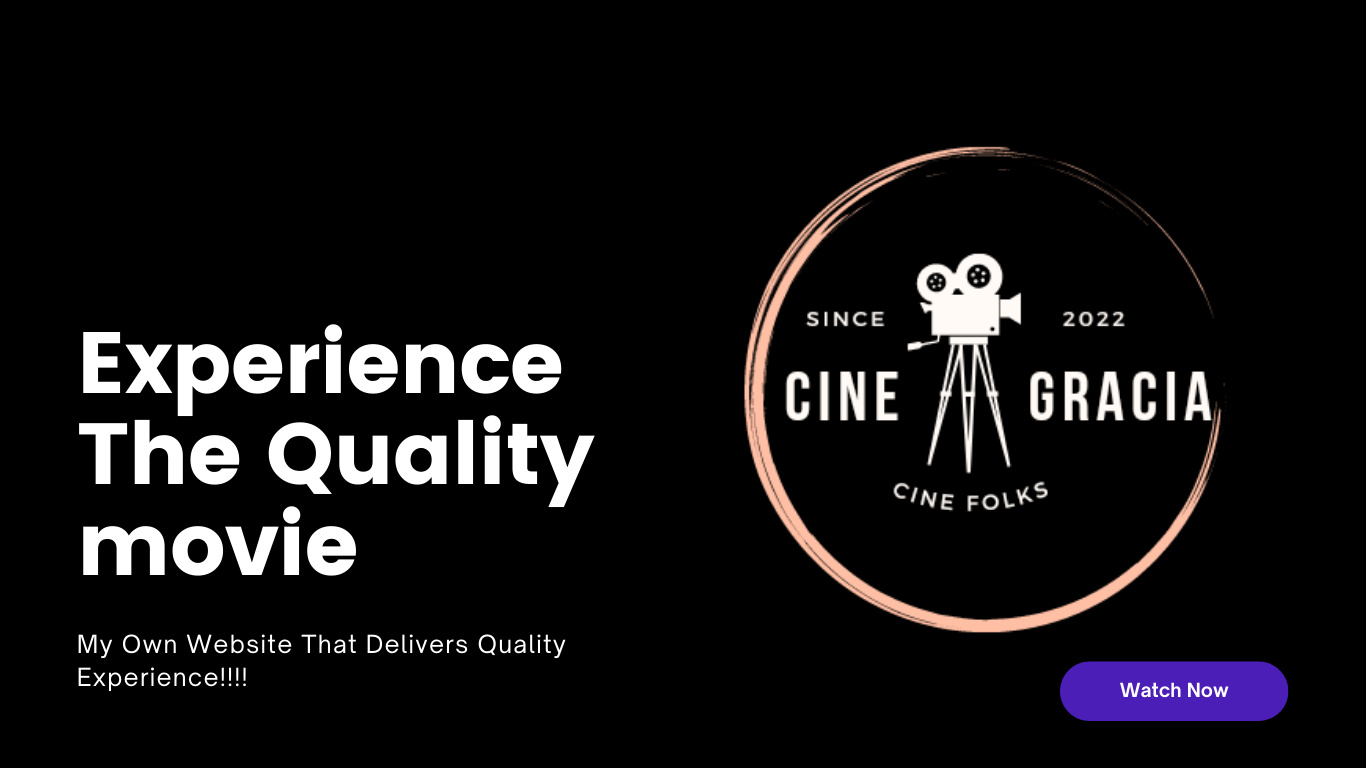 Experience
The Quality
movie
My Own Website That Delivers Quality
Experience!!!!
SINCE 2022
CINE GRACIA
CINE FOLKS
Watch Now